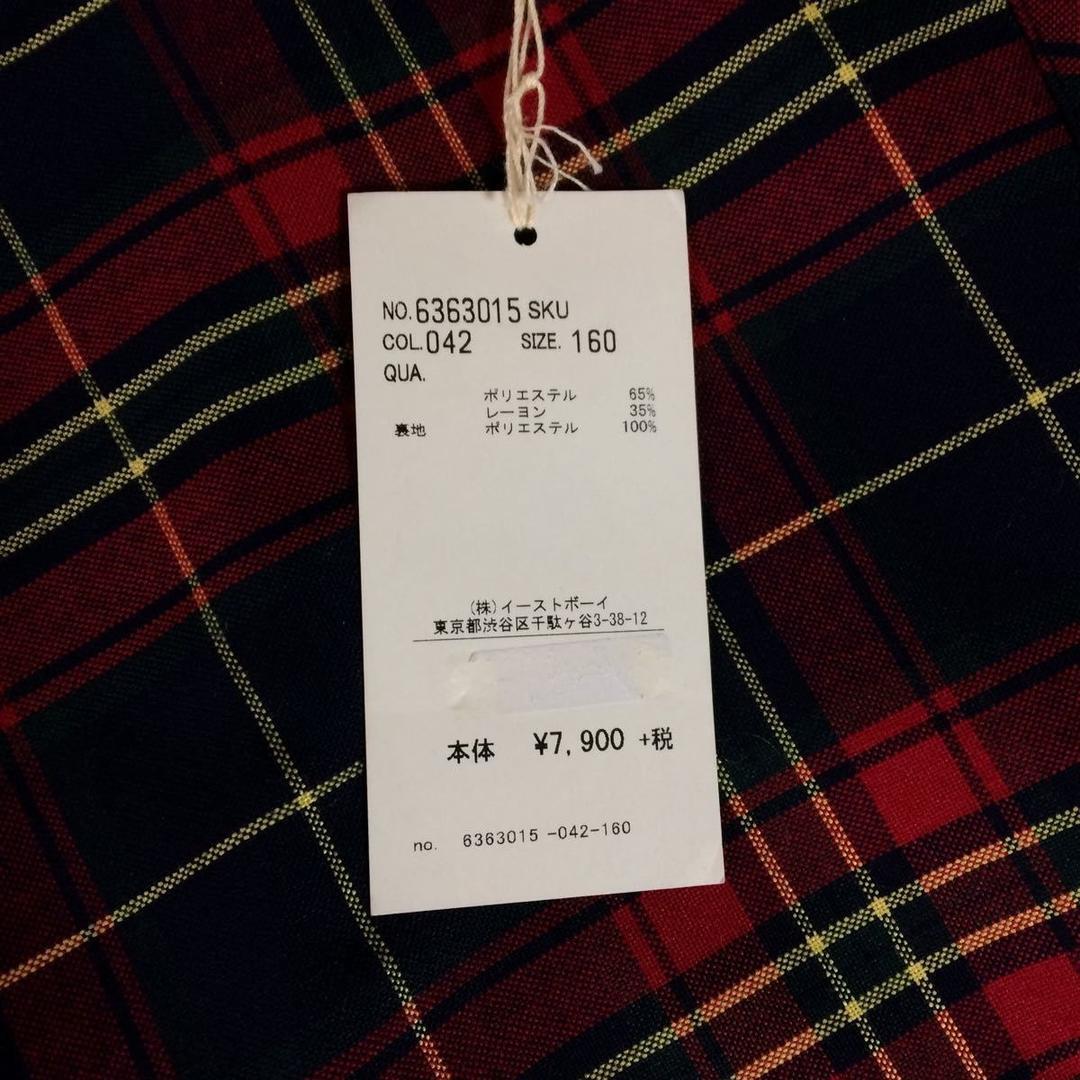 NO.6363015 SKU
COL.042 SIZE. 160
QUA.
ポリエステル 65%
レーヨン 35%
裏地 ポリエステル 100%
(株)イーストボーイ
東京都渋谷区千駄ヶ谷3-38-12
本体 ¥7,900 +税
no. 6363015 -042-160